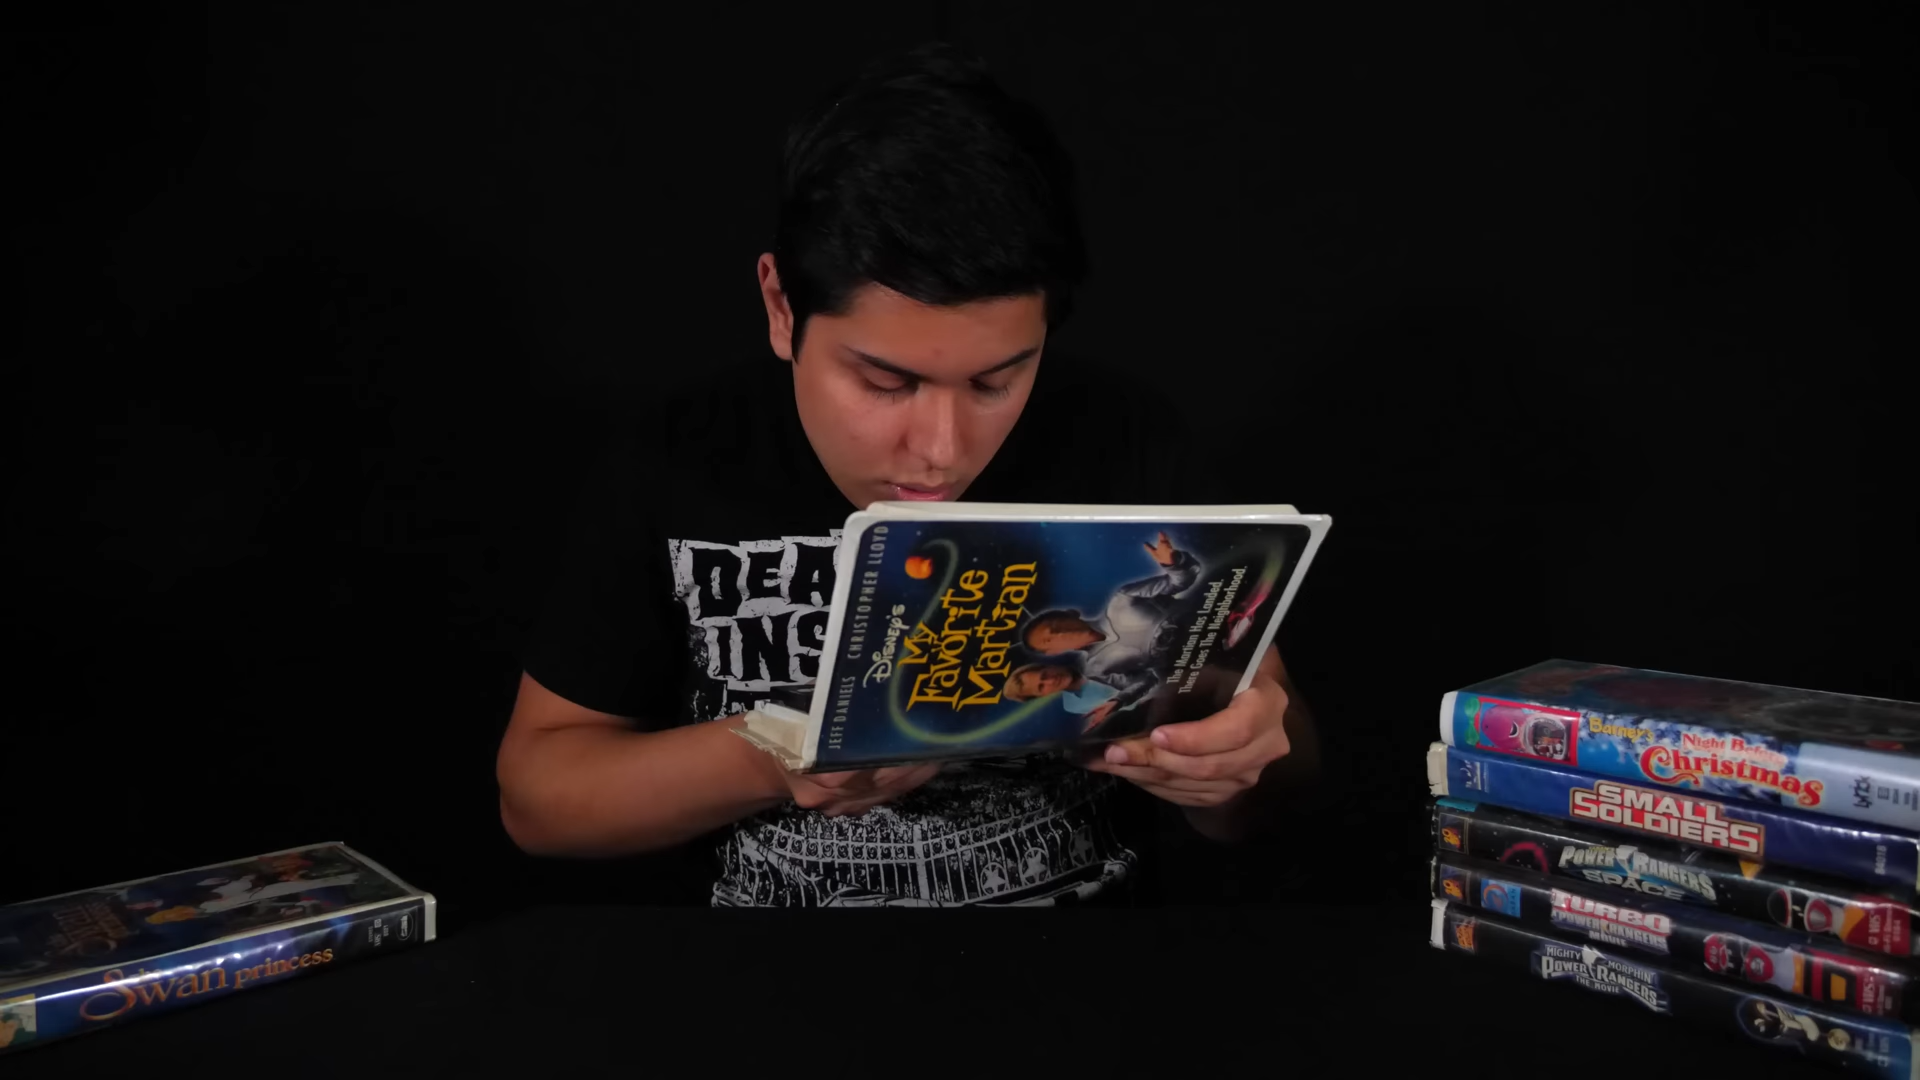 DEA
INS
JEFF DANIELS CHRISTOPHER LLOYD
DISNEY'S
My
Favorite
Martian
The Martian Has Landed.
There Goes The Neighborhood.
Barney's
Night Before
Christmas
SMALL
SOLDIERS
POWER RANGERS
SPACE
TURBO
A POWER RANGERS
MOVIE
MIGHTY MORPHIN
POWER RANGERS
THE MOVIE
Swan princess